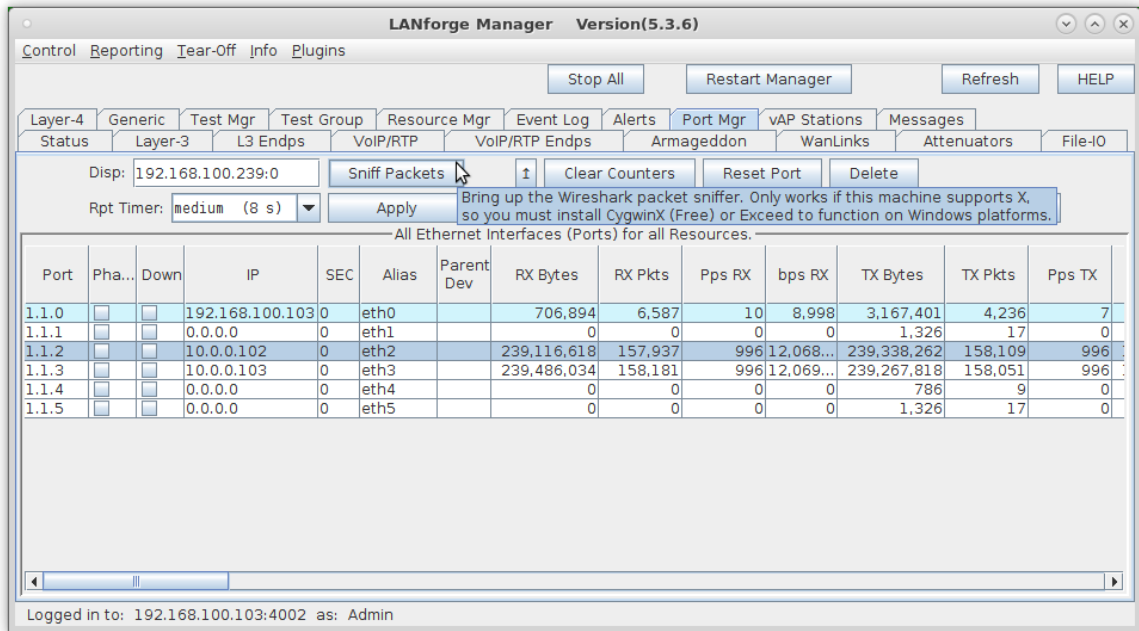 LANforge Manager Version(5.3.6)
Control Reporting Tear-Off Info Plugins
Stop All Restart Manager Refresh HELP
Layer-4 Generic Test Mgr Test Group Resource Mgr Event Log Alerts Port Mgr vAP Stations Messages
Status Layer-3 L3 Endps VoIP/RTP VoIP/RTP Endps Armageddon WanLinks Attenuators File-IO
Disp: 192.168.100.239:0 Sniff Packets ↥ Clear Counters Reset Port Delete
Rpt Timer: medium (8 s) Apply
Bring up the Wireshark packet sniffer. Only works if this machine supports X,
so you must install CygwinX (Free) or Exceed to function on Windows platforms.
All Ethernet Interfaces (Ports) for all Resources.
Port Pha... Down IP SEC Alias Parent Dev RX Bytes RX Pkts Pps RX bps RX TX Bytes TX Pkts Pps TX
1.1.0 192.168.100.103 0 eth0 706,894 6,587 10 8,998 3,167,401 4,236 7
1.1.1 0.0.0.0 0 eth1 0 0 0 0 1,326 17 0
1.1.2 10.0.0.102 0 eth2 239,116,618 157,937 996 12,068... 239,338,262 158,109 996
1.1.3 10.0.0.103 0 eth3 239,486,034 158,181 996 12,069... 239,267,818 158,051 996
1.1.4 0.0.0.0 0 eth4 0 0 0 0 786 9 0
1.1.5 0.0.0.0 0 eth5 0 0 0 0 1,326 17 0
Logged in to: 192.168.100.103:4002 as: Admin